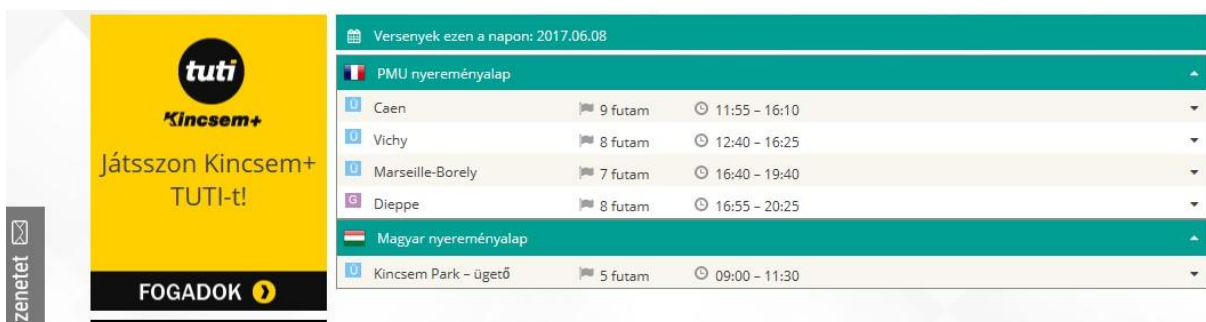 tuti
Kincsem+
Játsszon Kincsem+
TUTI-t!
FOGADOK
zenetet
Versenyek ezen a napon: 2017.06.08
PMU nyereményalap
Ü Caen 9 futam 11:55 – 16:10
Ü Vichy 8 futam 12:40 – 16:25
Ü Marseille-Borely 7 futam 16:40 – 19:40
G Dieppe 8 futam 16:55 – 20:25
Magyar nyereményalap
Ü Kincsem Park – ügető 5 futam 09:00 – 11:30